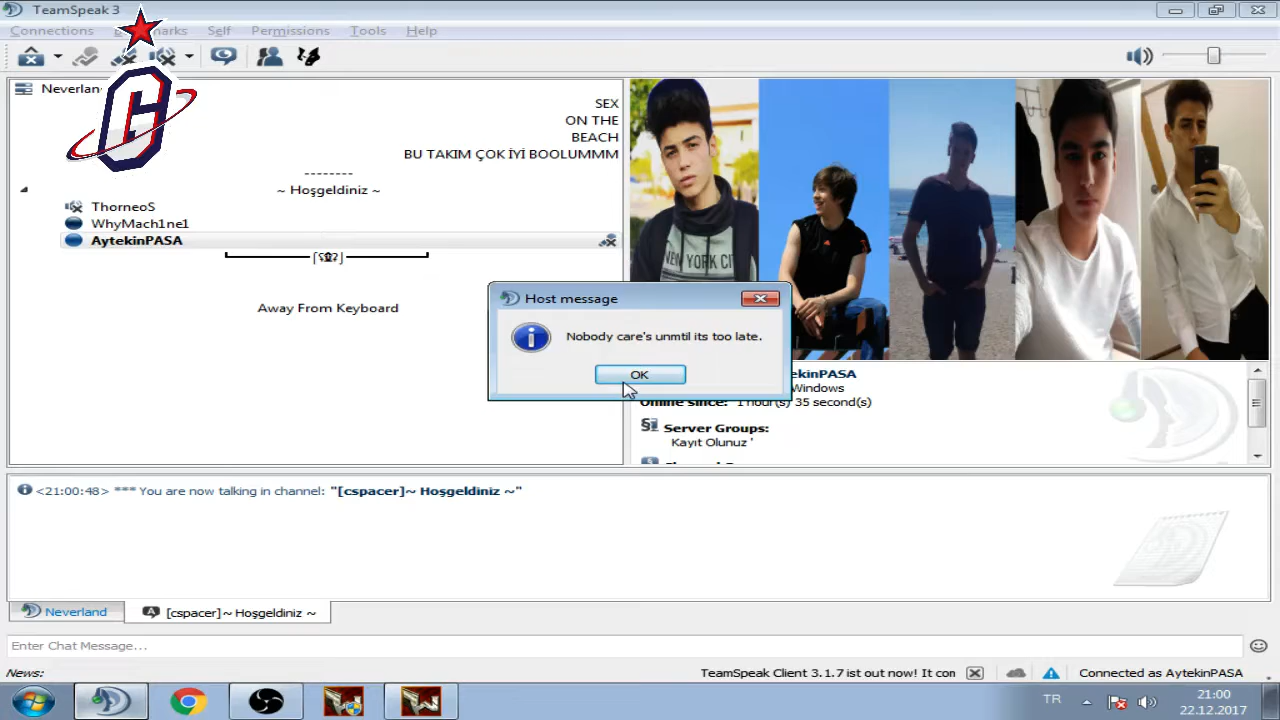 TeamSpeak 3
Connections
Self
Permissions
Tools
Help
SEX
ON THE
BEACH
BU TAKIM ÇOK İYİ BOOLUMMM
--------
~ Hoşgeldiniz ~
ThorneoS
WhyMach1ne1
AytekinPASA
Away From Keyboard
NEW YORK CITY
Host message
Nobody care's unmtil its too late.
OK
Windows
Online since: 1 hour(s) 35 second(s)
Server Groups:
Kayıt Olunuz '
<21:00:48> *** You are now talking in channel: "[cspacer]~ Hoşgeldiniz ~"
Neverland
[cspacer]~ Hoşgeldiniz ~
Enter Chat Message...
News:
TeamSpeak Client 3.1.7 ist out now! It con
Connected as AytekinPASA
TR
21:00
22.12.2017